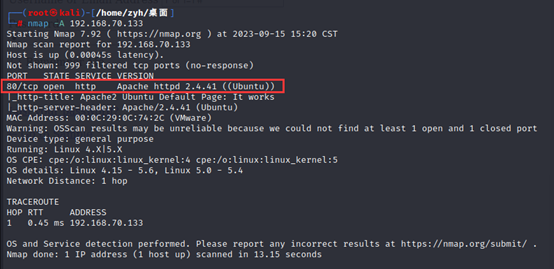 ┌──(root㉿kali)-[/home/zyh/桌面]
└─# nmap -A 192.168.70.133
Starting Nmap 7.92 ( https://nmap.org ) at 2023-09-15 15:20 CST
Nmap scan report for 192.168.70.133
Host is up (0.00045s latency).
Not shown: 999 filtered tcp ports (no-response)
PORT   STATE SERVICE VERSION
80/tcp open  http    Apache httpd 2.4.41 ((Ubuntu))
|_http-title: Apache2 Ubuntu Default Page: It works
|_http-server-header: Apache/2.4.41 (Ubuntu)
MAC Address: 00:0C:29:0C:74:2C (VMware)
Warning: OSScan results may be unreliable because we could not find at least 1 open and 1 closed port
Device type: general purpose
Running: Linux 4.X|5.X
OS CPE: cpe:/o:linux:linux_kernel:4 cpe:/o:linux:linux_kernel:5
OS details: Linux 4.15 - 5.6, Linux 5.0 - 5.4
Network Distance: 1 hop

TRACEROUTE
HOP RTT     ADDRESS
1   0.45 ms 192.168.70.133

OS and Service detection performed. Please report any incorrect results at https://nmap.org/submit/ .
Nmap done: 1 IP address (1 host up) scanned in 13.15 seconds